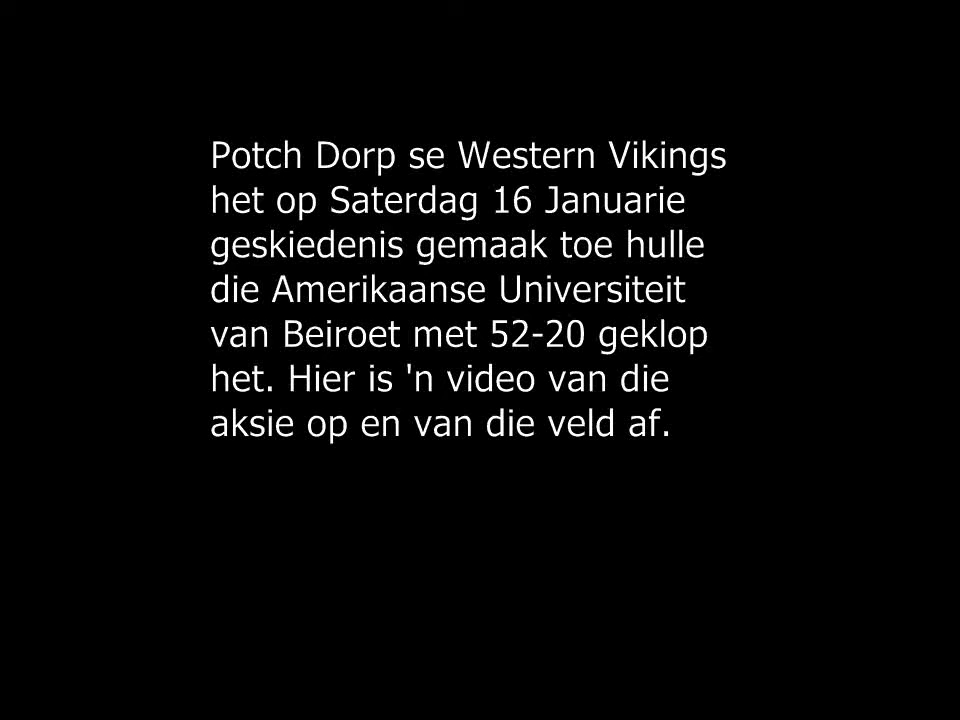 Potch Dorp se Western Vikings
het op Saterdag 16 Januarie
geskiedenis gemaak toe hulle
die Amerikaanse Universiteit
van Beiroet met 52-20 geklop
het. Hier is 'n video van die
aksie op en van die veld af.